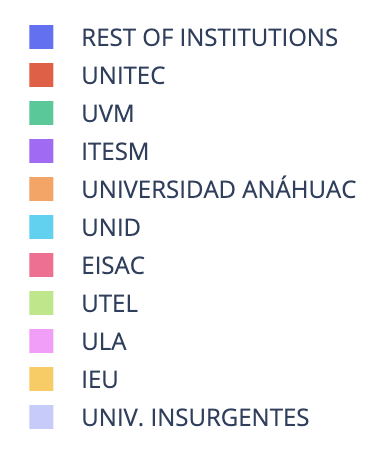 REST OF INSTITUTIONS
UNITEC
UVM
ITESM
UNIVERSIDAD ANÁHUAC
UNID
EISAC
UTEL
ULA
IEU
UNIV. INSURGENTES